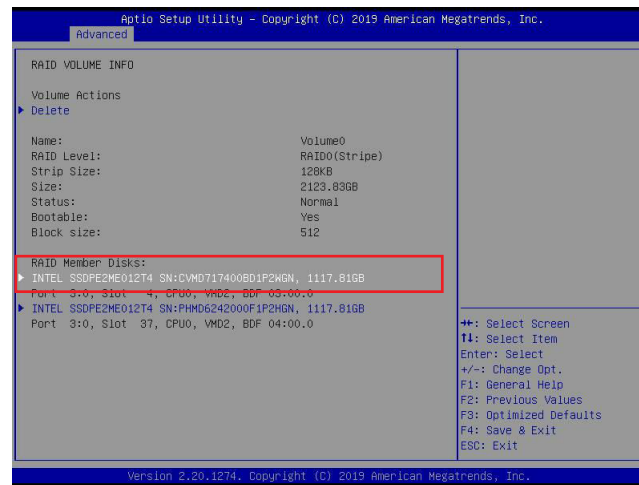 Aptio Setup Utility – Copyright (C) 2019 American Megatrends, Inc.
Advanced
RAID VOLUME INFO
Volume Actions
Delete
Name: Volume0
RAID Level: RAID0(Stripe)
Strip Size: 128KB
Size: 2123.83GB
Status: Normal
Bootable: Yes
Block size: 512
RAID Member Disks:
INTEL SSDPE2ME012T4 SN:CVMD717400BD1P2WGN, 1117.81GB
Port 3:0, Slot 4, CPU0, VMD2, BDF 03:00.0
INTEL SSDPE2ME012T4 SN:PHMD6242000F1P2HGN, 1117.81GB
Port 3:0, Slot 37, CPU0, VMD2, BDF 04:00.0
→←: Select Screen
↑↓: Select Item
Enter: Select
+/-: Change Opt.
F1: General Help
F2: Previous Values
F3: Optimized Defaults
F4: Save & Exit
ESC: Exit
Version 2.20.1274. Copyright (C) 2019 American Megatrends, Inc.